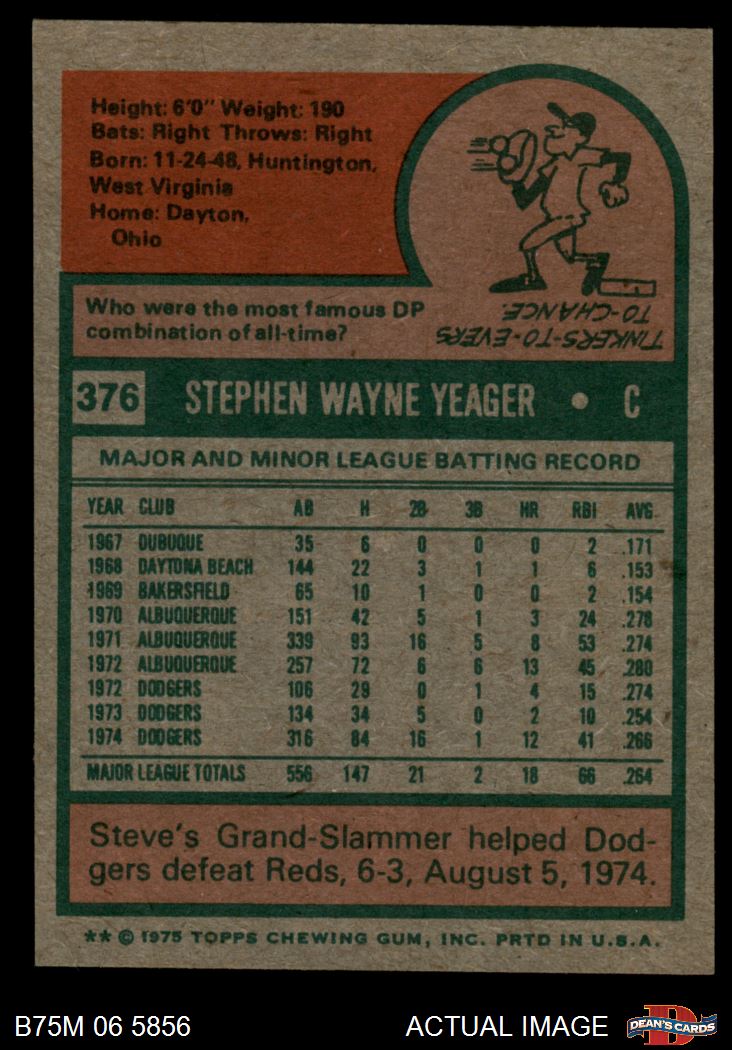 Height: 6'0" Weight: 190
Bats: Right Throws: Right
Born: 11-24-48, Huntington,
West Virginia
Home: Dayton,
Ohio
Who were the most famous DP
combination of all-time?
TINKERS-TO-EVERS
TO-CHANCE.
376 STEPHEN WAYNE YEAGER • C
MAJOR AND MINOR LEAGUE BATTING RECORD
YEAR CLUB AB H 2B 3B HR RBI AVG.
1967 DUBUQUE 35 6 0 0 0 2 .171
1968 DAYTONA BEACH 144 22 3 1 1 6 .153
1969 BAKERSFIELD 65 10 1 0 0 2 .154
1970 ALBUQUERQUE 151 42 5 1 3 24 .278
1971 ALBUQUERQUE 339 93 16 5 8 53 .274
1972 ALBUQUERQUE 257 72 6 6 13 45 .280
1972 DODGERS 106 29 0 1 4 15 .274
1973 DODGERS 134 34 5 0 2 10 .254
1974 DODGERS 316 84 16 1 12 41 .266
MAJOR LEAGUE TOTALS 556 147 21 2 18 66 .264
Steve's Grand-Slammer helped Dod-
gers defeat Reds, 6-3, August 5, 1974.
** © 1975 TOPPS CHEWING GUM, INC. PRTD IN U.S.A.
B75M 06 5856 ACTUAL IMAGE D DEAN'S CARDS